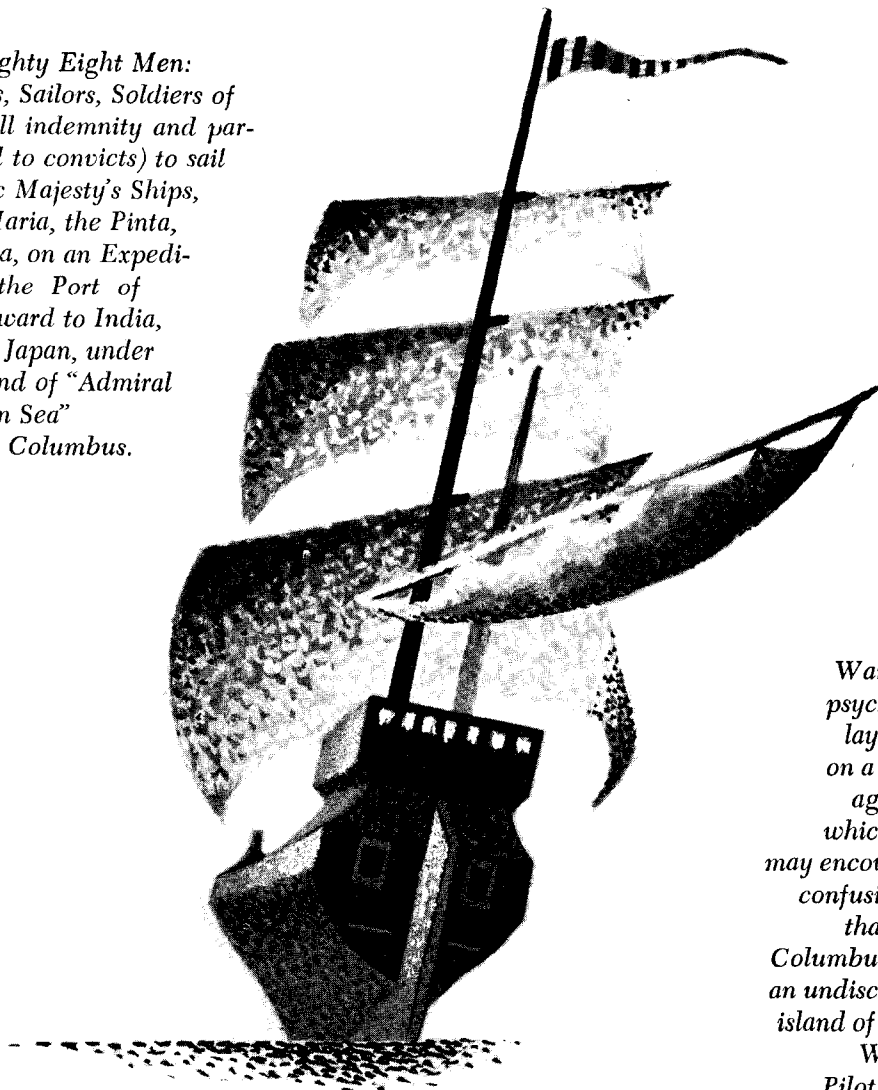 ghty Eight Men:
s, Sailors, Soldiers of
ll indemnity and par-
l to convicts) to sail
c Majesty's Ships,
aria, the Pinta,
a, on an Expedi-
the Port of
ward to India,
Japan, under
nd of “Admiral
n Sea”
Columbus.
Wa
psyc
lay
on a
ag
whic
may encou
confusi
tha
Columbu
an undisc
island of
W
Pilot